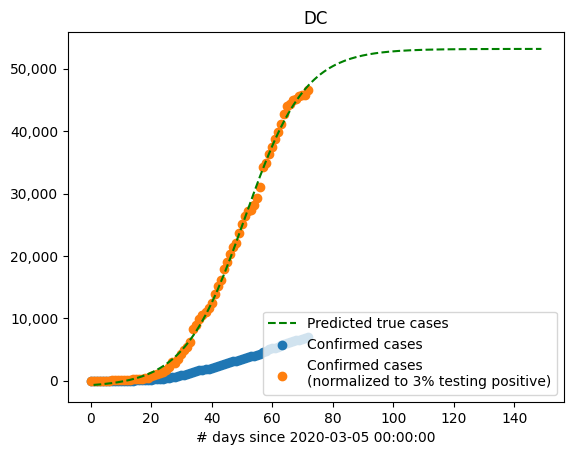 DC
50,000
40,000
30,000
20,000
10,000
0
Predicted true cases
Confirmed cases
Confirmed cases
(normalized to 3% testing positive)
0 20 40 60 80 100 120 140
# days since 2020-03-05 00:00:00